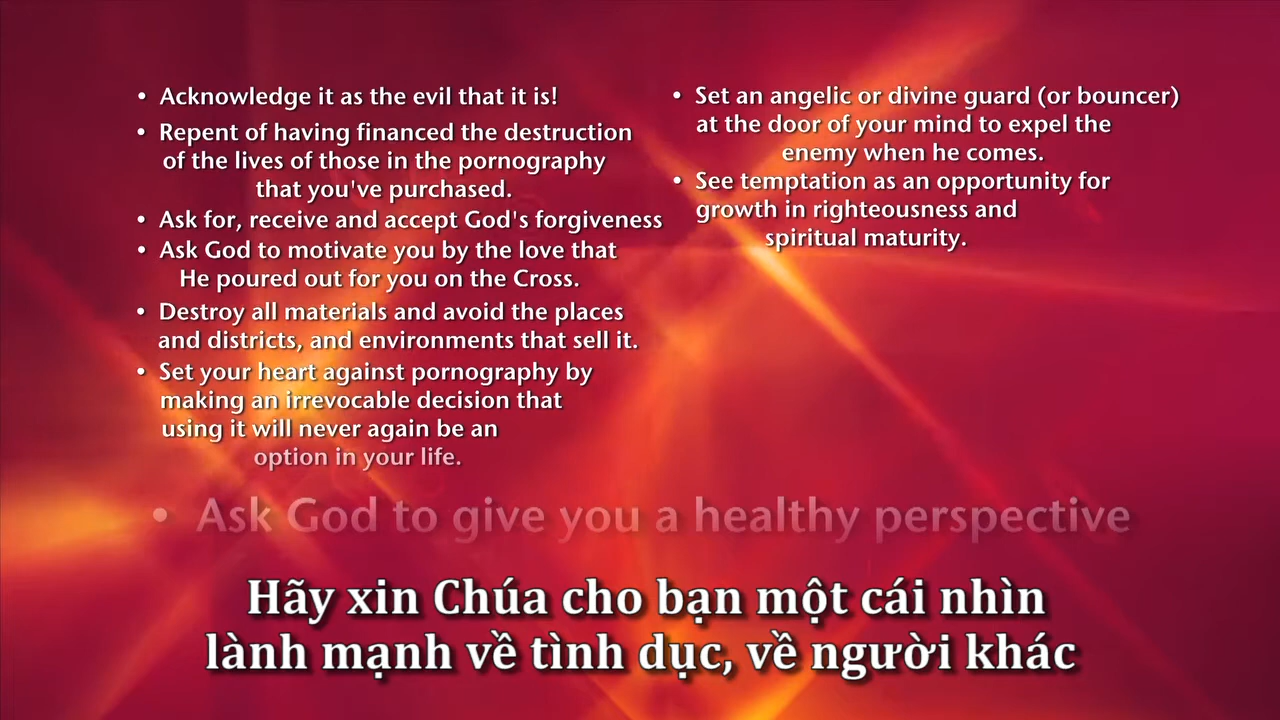 • Acknowledge it as the evil that it is!
• Repent of having financed the destruction
of the lives of those in the pornography
that you've purchased.
• Ask for, receive and accept God's forgiveness
• Ask God to motivate you by the love that
He poured out for you on the Cross.
• Destroy all materials and avoid the places
and districts, and environments that sell it.
• Set your heart against pornography by
making an irrevocable decision that
using it will never again be an
option in your life.
• Set an angelic or divine guard (or bouncer)
at the door of your mind to expel the
enemy when he comes.
• See temptation as an opportunity for
growth in righteousness and
spiritual maturity.
• Ask God to give you a healthy perspective
Hãy xin Chúa cho bạn một cái nhìn
lành mạnh về tình dục, về người khác